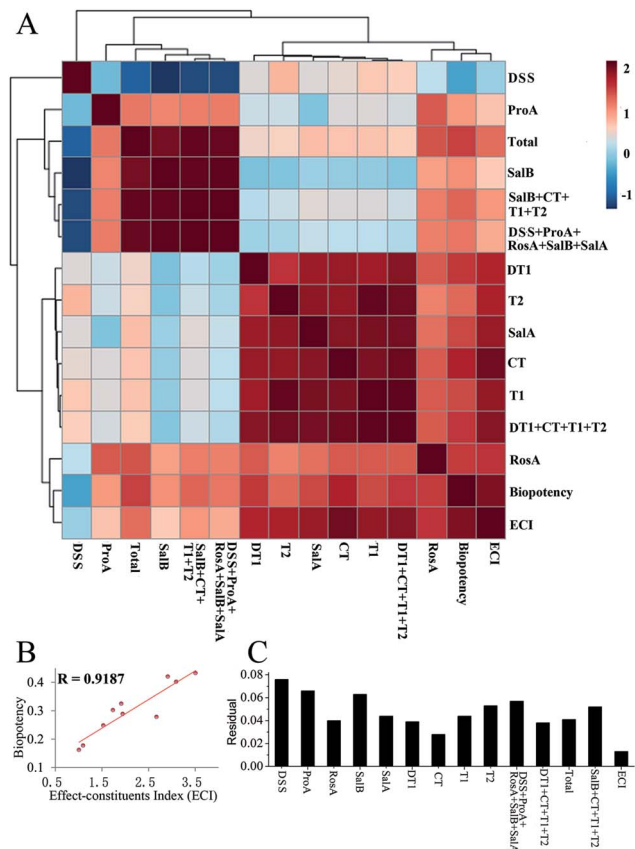 A
2
1
0
-1
DSS
ProA
Total
SalB
SalB+CT+
T1+T2
DSS+ProA+
RosA+SalB+SalA
DT1
T2
SalA
CT
T1
DT1+CT+T1+T2
RosA
Biopotency
ECI
DSS
ProA
Total
SalB
SalB+CT+
T1+T2
DSS+ProA+
RosA+SalB+SalA
DT1
T2
SalA
CT
T1
DT1+CT+T1+T2
RosA
Biopotency
ECI
B
R = 0.9187
Biopotency
0.4
0.3
0.2
0.1
0.5
1.5
2.5
3.5
Effect-constituents Index (ECI)
C
Residual
0.08
0.06
0.04
0.02
0.00
DSS
ProA
RosA
SalB
SalA
DT1
CT
T1
T2
DSS+ProA+
RosA+SalB+SalA
DT1+CT+T1+T2
Total
SalB+CT+T1+T2
ECI